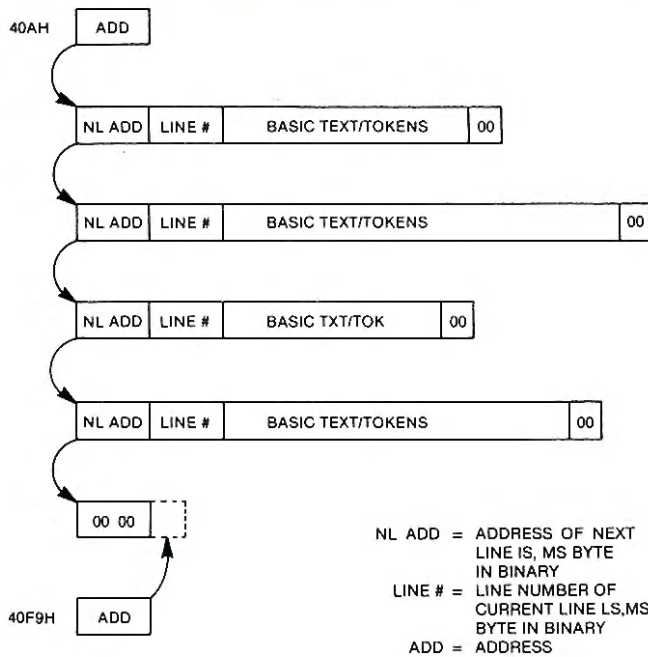 40AH ADD
NL ADD LINE # BASIC TEXT/TOKENS 00
NL ADD LINE # BASIC TEXT/TOKENS 00
NL ADD LINE # BASIC TXT/TOK 00
NL ADD LINE # BASIC TEXT/TOKENS 00
00 00
NL ADD = ADDRESS OF NEXT
LINE IS, MS BYTE
IN BINARY
LINE # = LINE NUMBER OF
CURRENT LINE LS,MS
BYTE IN BINARY
ADD = ADDRESS
40F9H ADD